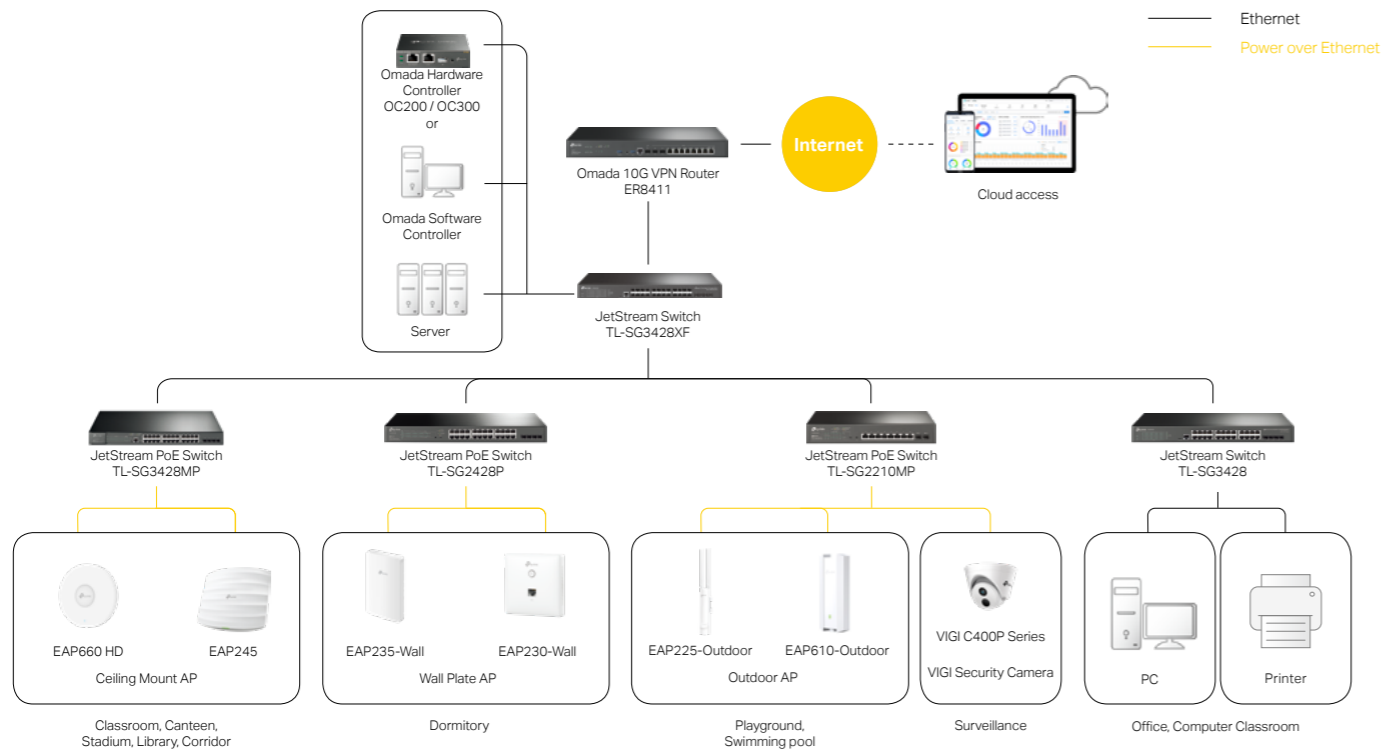 Ethernet
Power over Ethernet
Omada Hardware
Controller
OC200 / OC300
or
Omada Software
Controller
Server
Omada 10G VPN Router
ER8411
Internet
Cloud access
JetStream Switch
TL-SG3428XF
JetStream PoE Switch
TL-SG3428MP
JetStream PoE Switch
TL-SG2428P
JetStream PoE Switch
TL-SG2210MP
JetStream Switch
TL-SG3428
EAP660 HD
EAP245
Ceiling Mount AP
Classroom, Canteen,
Stadium, Library, Corridor
EAP235-Wall
EAP230-Wall
Wall Plate AP
Dormitory
EAP225-Outdoor
EAP610-Outdoor
Outdoor AP
Playground,
Swimming pool
VIGI C400P Series
VIGI Security Camera
Surveillance
PC
Printer
Office, Computer Classroom